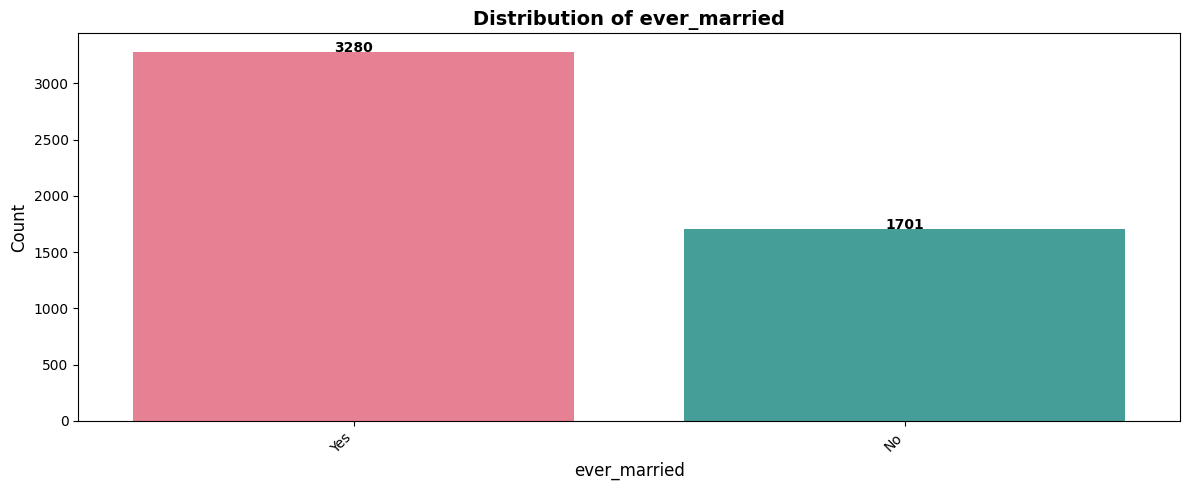 Distribution of ever_married
3280
1701
Count
3000
2500
2000
1500
1000
500
0
Yes
No
ever_married